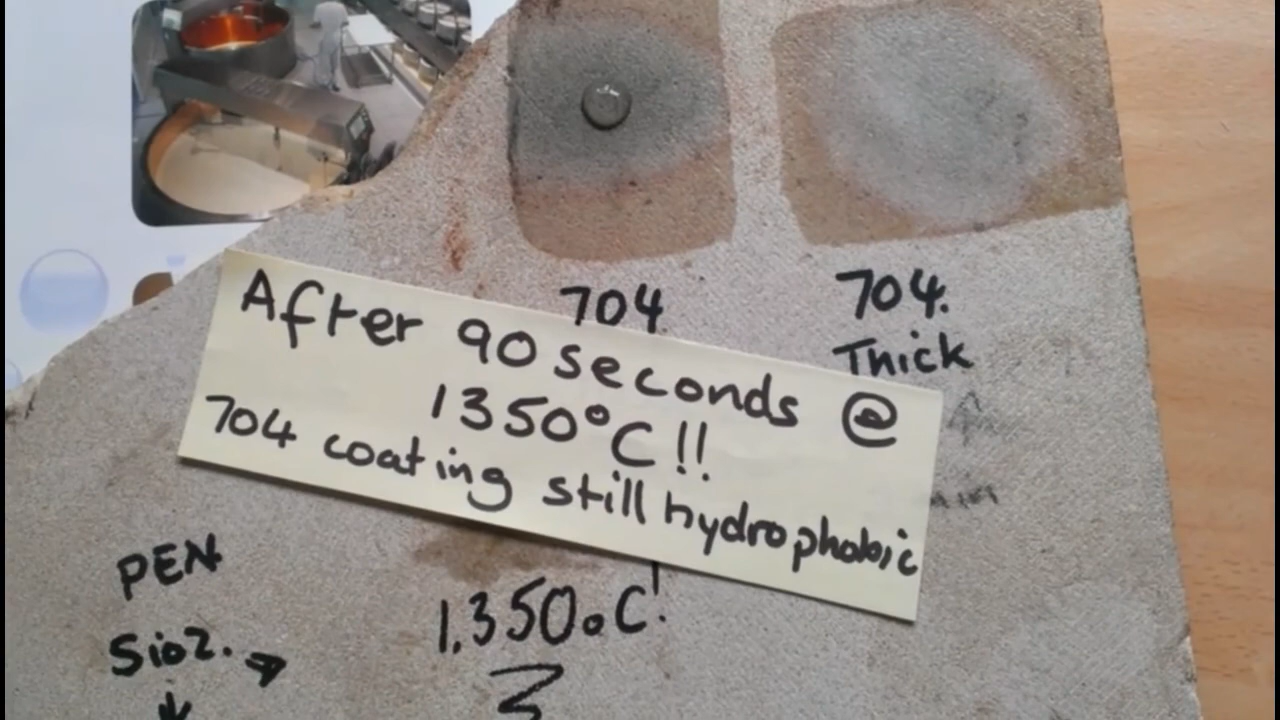 704
704.
Thick
After 90 seconds @
1350°C!!
704 coating still hydrophobic
PEN
Sio2.
1,350oC!